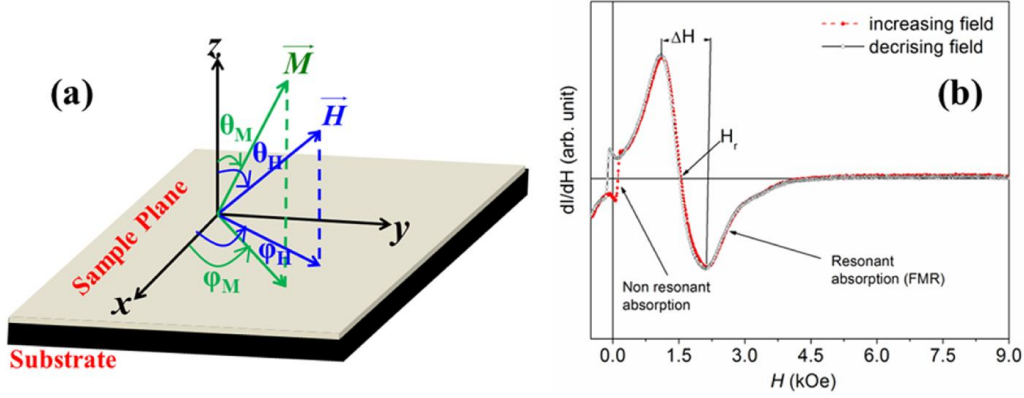 (a)
z
M
H
θM
θH
Sample Plane
y
φH
φM
x
Substrate
(b)
increasing field
decrising field
ΔH
Hr
Non resonant
absorption
Resonant
absorption (FMR)
dI/dH (arb. unit)
0.0 1.5 3.0 4.5 6.0 7.5 9.0
H (kOe)